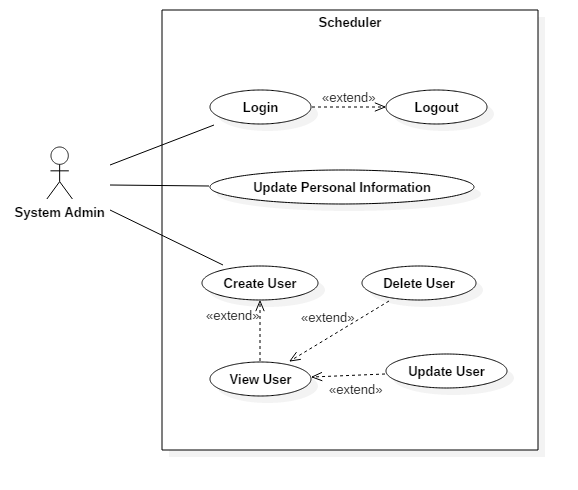 Scheduler
Login
«extend»
Logout
Update Personal Information
System Admin
Create User
Delete User
«extend»
«extend»
View User
Update User
«extend»